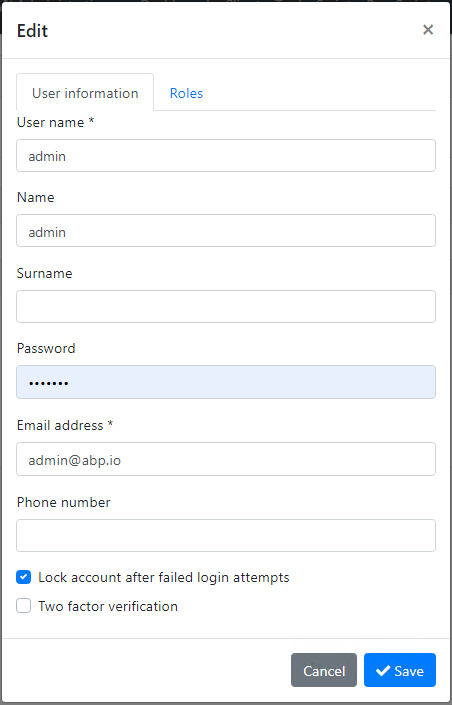 Edit
×
User information Roles
User name *
admin
Name
admin
Surname
Password
•••••••
Email address *
admin@abp.io
Phone number
Lock account after failed login attempts
Two factor verification
Cancel Save